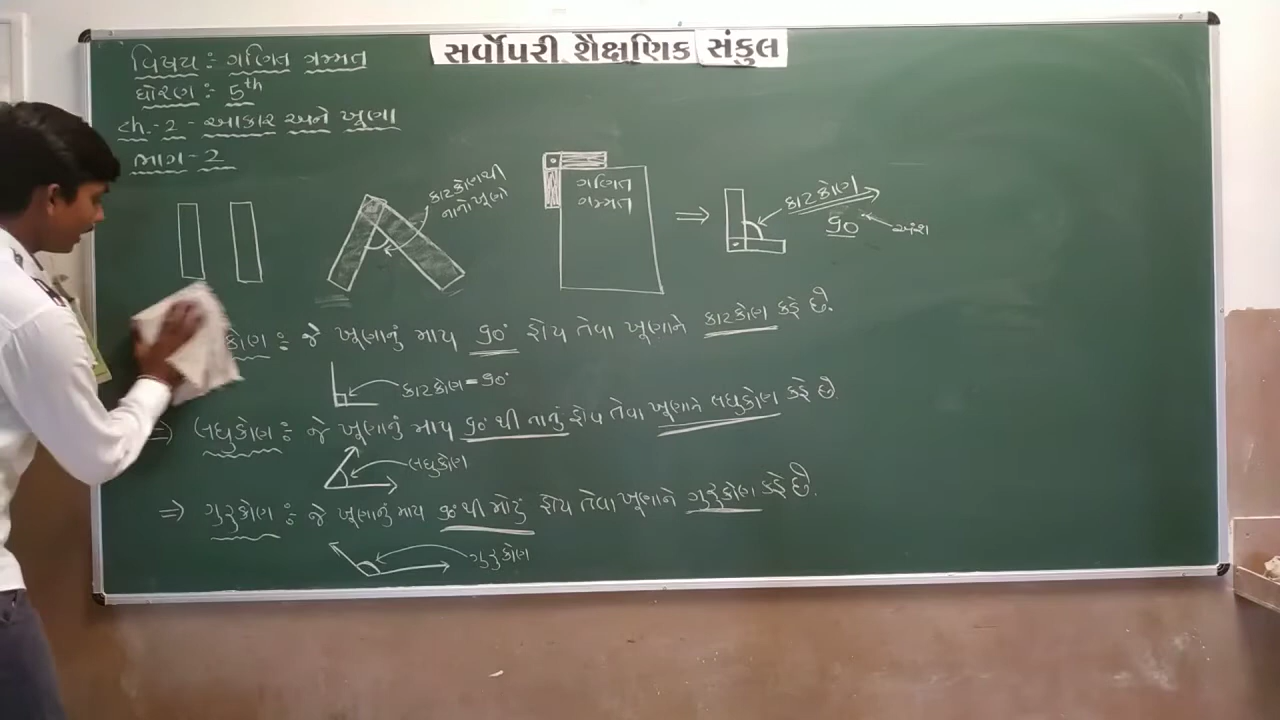 સર્વોપરી શૈક્ષણિક સંકુલ
વિષય : ગણિત ગમ્મત
ધોરણ : 5th
ch.-2 - આકાર અને ખૂણા
ભાગ-2
કાટકોણથી
નાનો ખૂણો
ગણિત
ગમ્મત
⇒
કાટકોણ
90
અંશ
કોણ : જે ખૂણાનું માપ 90° હોય તેવા ખૂણાને કાટકોણ કહે છે.
કાટકોણ = 90°
⇒ લઘુકોણ : જે ખૂણાનું માપ 90° થી નાનું હોય તેવા ખૂણાને લઘુકોણ કહે છે.
લઘુકોણ
⇒ ગુરુકોણ : જે ખૂણાનું માપ 90° થી મોટું હોય તેવા ખૂણાને ગુરુકોણ કહે છે.
ગુરુકોણ